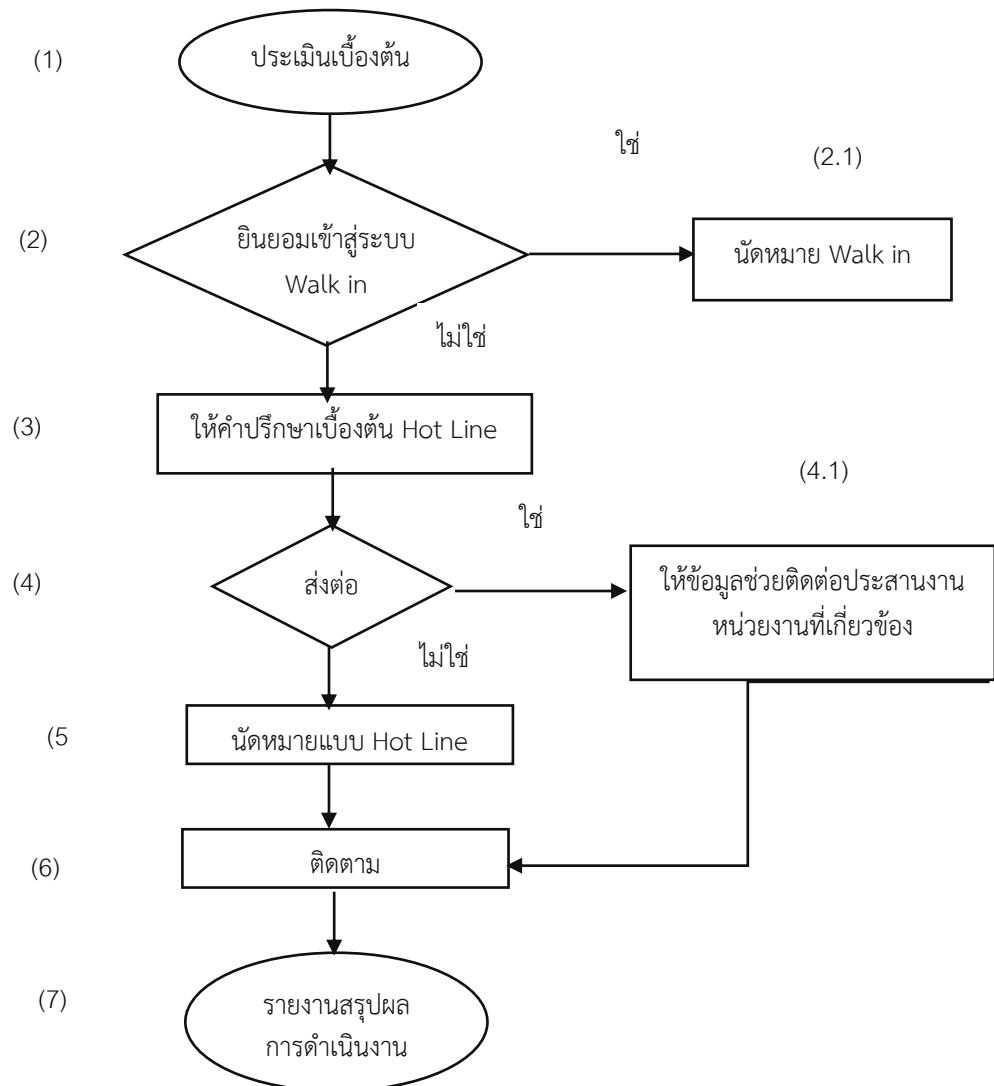 (1)
ประเมินเบื้องต้น
ใช่
(2.1)
(2)
ยินยอมเข้าสู่ระบบ
Walk in
นัดหมาย Walk in
ไม่ใช่
(3)
ให้คำปรึกษาเบื้องต้น Hot Line
(4.1)
ใช่
(4)
ส่งต่อ
ให้ข้อมูลช่วยติดต่อประสานงาน
หน่วยงานที่เกี่ยวข้อง
ไม่ใช่
(5
นัดหมายแบบ Hot Line
(6)
ติดตาม
(7)
รายงานสรุปผล
การดำเนินงาน